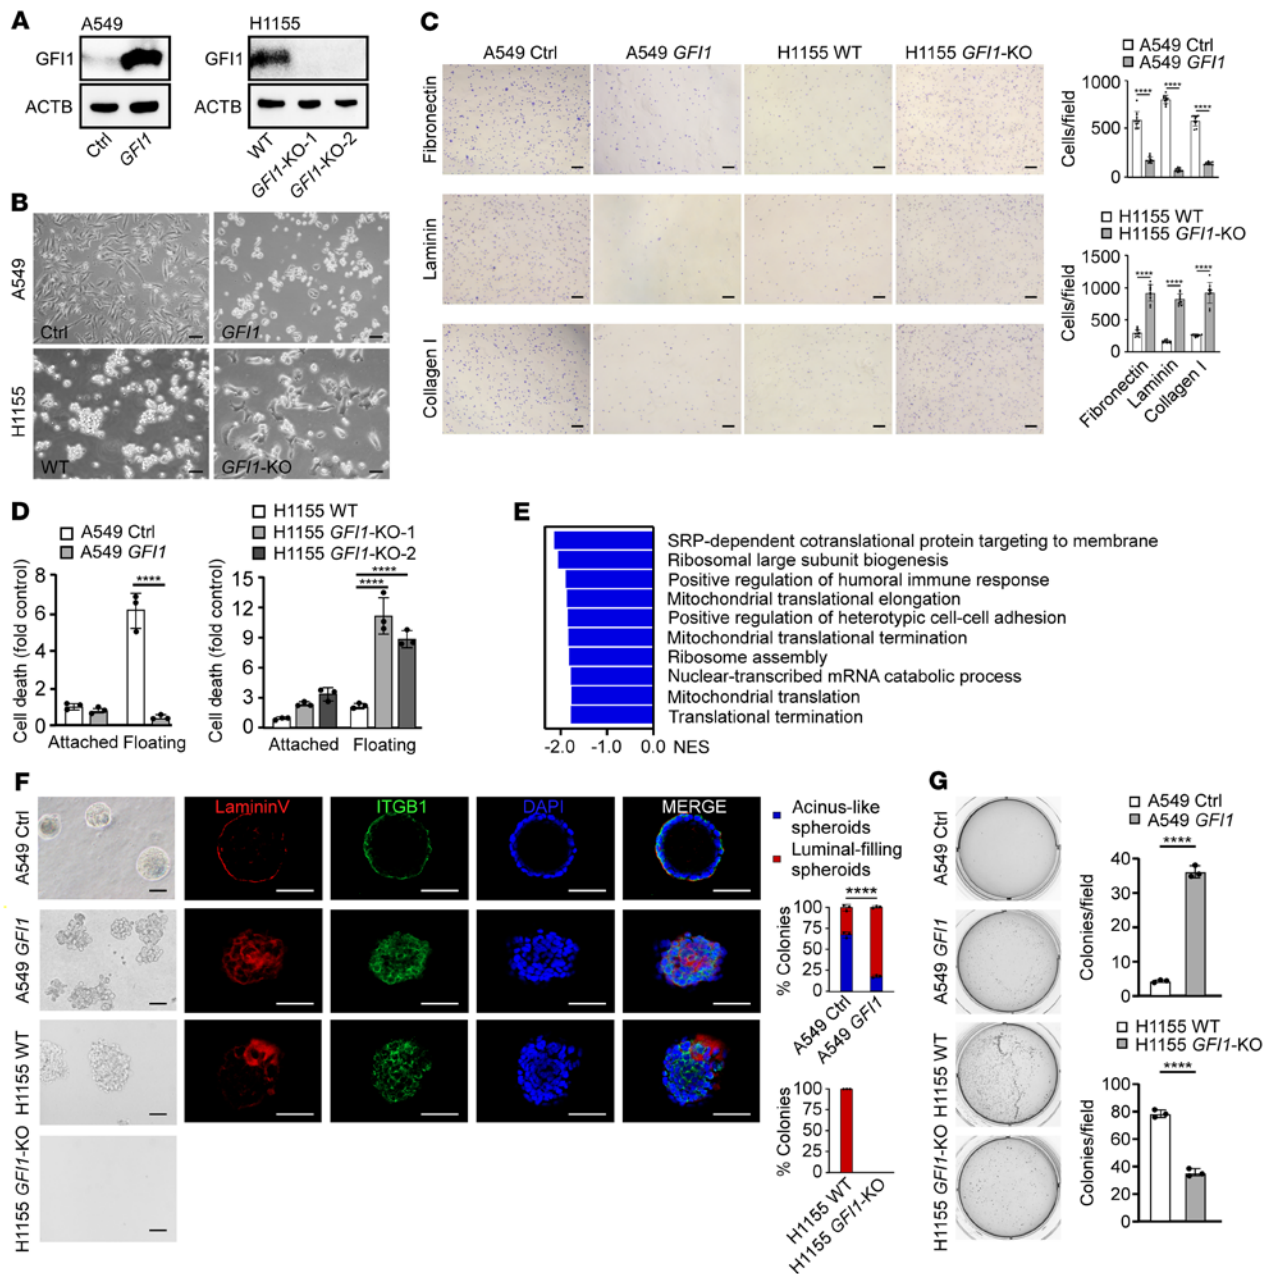 A
A549
H1155
GFI1
ACTB
Ctrl
GFI1
GFI1
ACTB
WT
GFI1-KO-1
GFI1-KO-2
B
A549
Ctrl
GFI1
H1155
WT
GFI1-KO
C
A549 Ctrl
A549 GFI1
H1155 WT
H1155 GFI1-KO
Fibronectin
Laminin
Collagen I
A549 Ctrl
A549 GFI1
Cells/field
1000
500
0
****
****
****
H1155 WT
H1155 GFI1-KO
Cells/field
1500
1000
500
0
****
****
****
Fibronectin
Laminin
Collagen I
D
A549 Ctrl
A549 GFI1
Cell death (fold control)
8
6
4
2
0
****
Attached
Floating
H1155 WT
H1155 GFI1-KO-1
H1155 GFI1-KO-2
Cell death (fold control)
15
12
9
6
3
0
****
****
Attached
Floating
E
SRP-dependent cotranslational protein targeting to membrane
Ribosomal large subunit biogenesis
Positive regulation of humoral immune response
Mitochondrial translational elongation
Positive regulation of heterotypic cell-cell adhesion
Mitochondrial translational termination
Ribosome assembly
Nuclear-transcribed mRNA catabolic process
Mitochondrial translation
Translational termination
-2.0
-1.0
0.0
NES
F
LamininV
ITGB1
DAPI
MERGE
A549 Ctrl
A549 GFI1
H1155 WT
H1155 GFI1-KO
Acinus-like
spheroids
Luminal-filling
spheroids
****
% Colonies
100
75
50
25
0
A549 Ctrl
A549 GFI1
% Colonies
100
75
50
25
0
H1155 WT
H1155 GFI1-KO
G
A549 Ctrl
A549 GFI1
H1155 WT
H1155 GFI1-KO
A549 Ctrl
A549 GFI1
****
Colonies/field
40
30
20
10
0
H1155 WT
H1155 GFI1-KO
****
Colonies/field
100
80
60
40
20
0